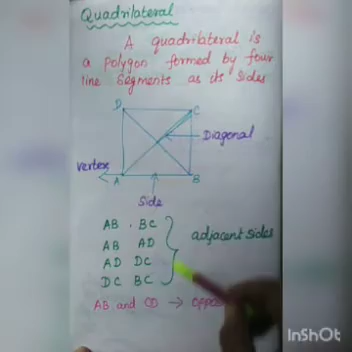 Quadrilateral
A quadrilateral is
a polygon formed by four
line segments as its sides
D C
Diagonal
vertex
A B
Side
AB , BC
AB AD
AD DC
DC BC
adjacent sides
AB and CD →
InShOt